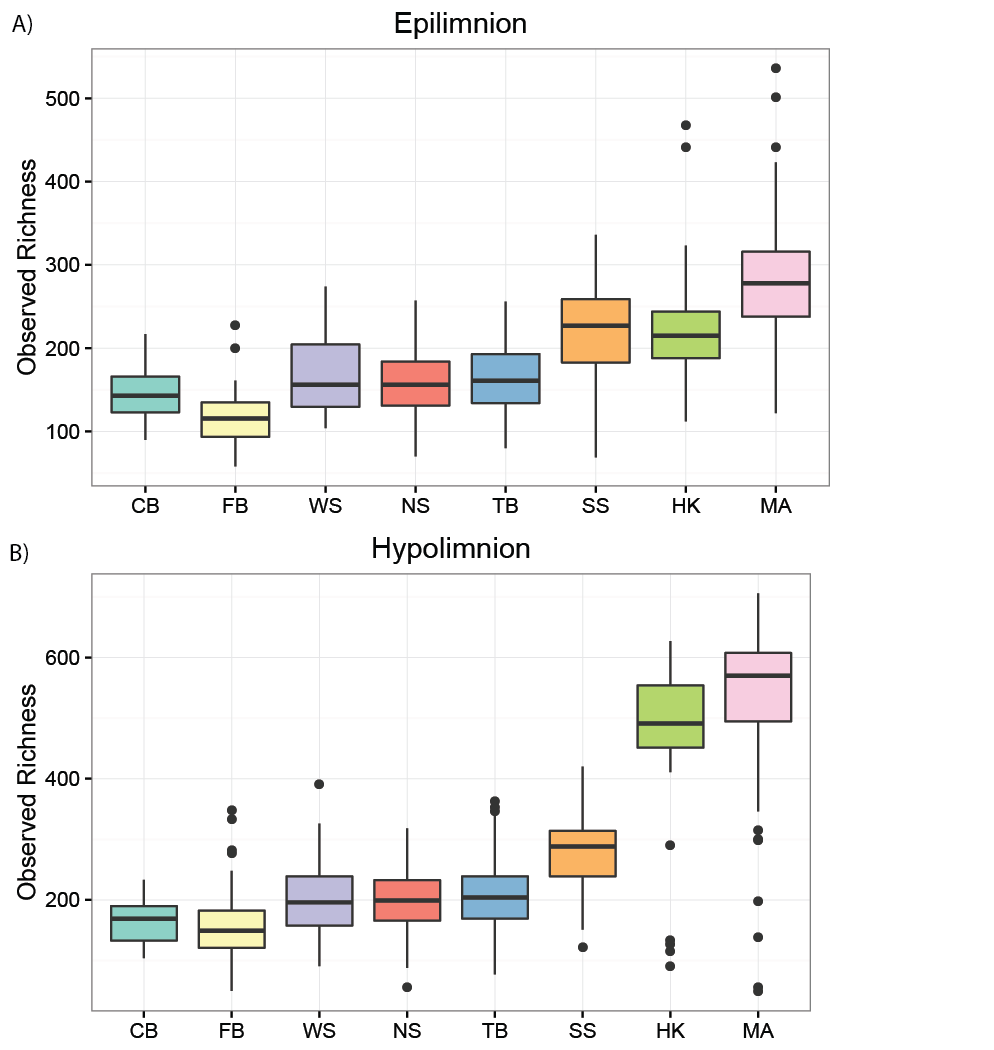 A)
Epilimnion
Observed Richness
500
400
300
200
100
CB FB WS NS TB SS HK MA
B)
Hypolimnion
Observed Richness
600
400
200
CB FB WS NS TB SS HK MA